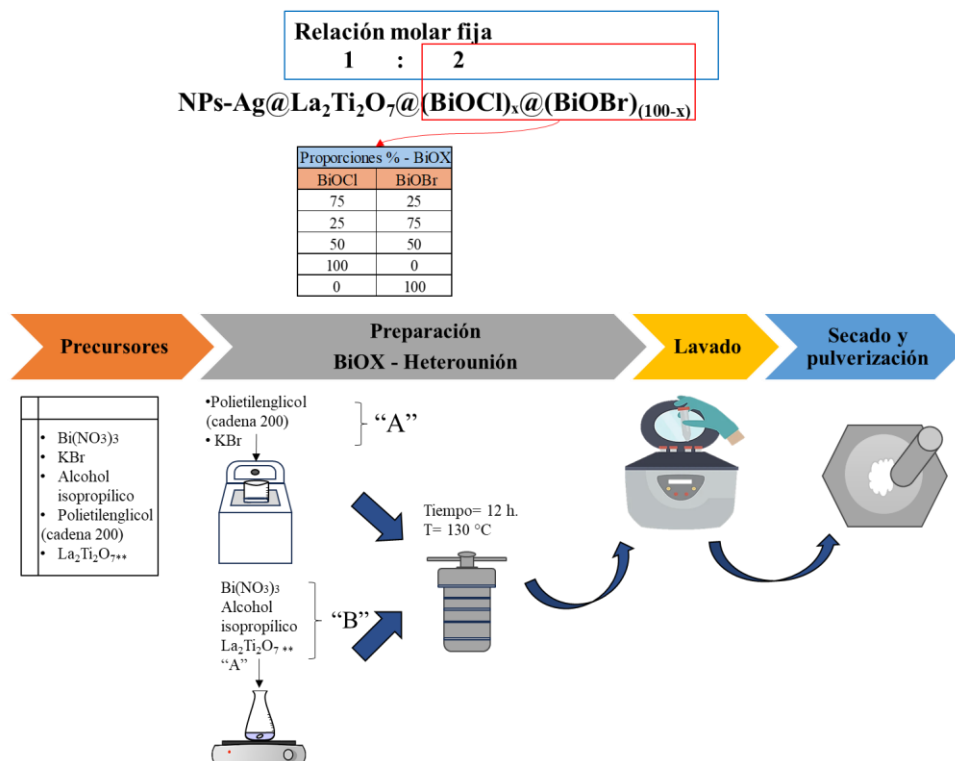 Relación molar fija
1 : 2
NPs-Ag@La₂Ti₂O₇@(BiOCl)ₓ@(BiOBr)₍₁₀₀₋ₓ₎
Proporciones % - BiOX
BiOCl BiOBr
75 25
25 75
50 50
100 0
0 100
Precursores
Preparación
BiOX - Heterounión
Lavado
Secado y
pulverización
• Bi(NO3)3
• KBr
• Alcohol
isopropílico
• Polietilenglicol
(cadena 200)
• La₂Ti₂O₇**
•Polietilenglicol
(cadena 200)
• KBr
“A”
Tiempo= 12 h.
T= 130 °C
Bi(NO3)3
Alcohol
isopropílico
La₂Ti₂O₇ **
“A”
“B”